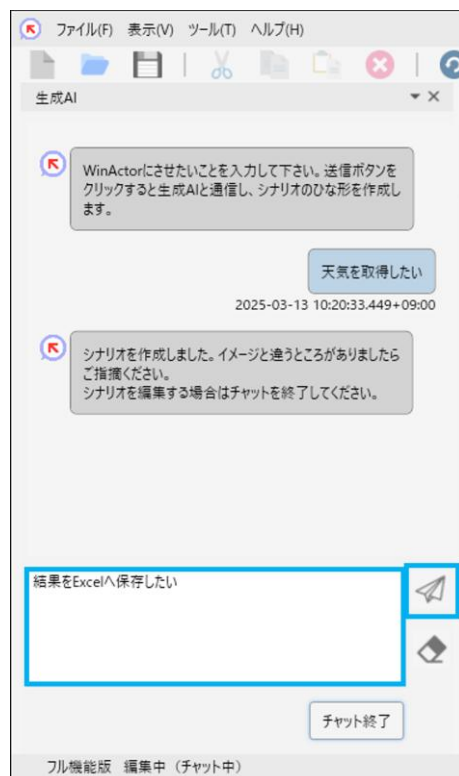 ファイル(F) 表示(V) ツール(T) ヘルプ(H)
生成AI
WinActorにさせたいことを入力して下さい。送信ボタンを
クリックすると生成AIと通信し、シナリオのひな形を作成し
ます。
天気を取得したい
2025-03-13 10:20:33.449+09:00
シナリオを作成しました。イメージと違うところがありましたら
ご指摘ください。
シナリオを編集する場合はチャットを終了してください。
結果をExcelへ保存したい
チャット終了
フル機能版 編集中（チャット中）